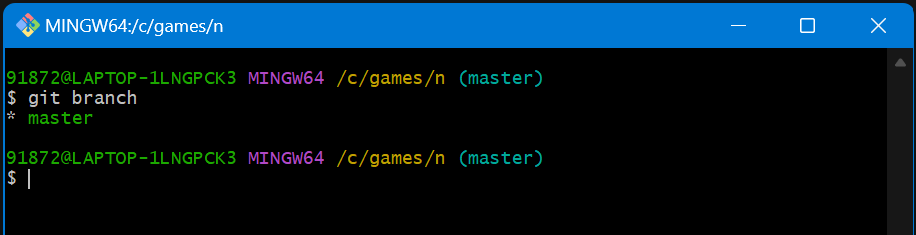 MINGW64:/c/games/n
91872@LAPTOP-1LNGPCK3 MINGW64 /c/games/n (master)
$ git branch
* master
91872@LAPTOP-1LNGPCK3 MINGW64 /c/games/n (master)
$